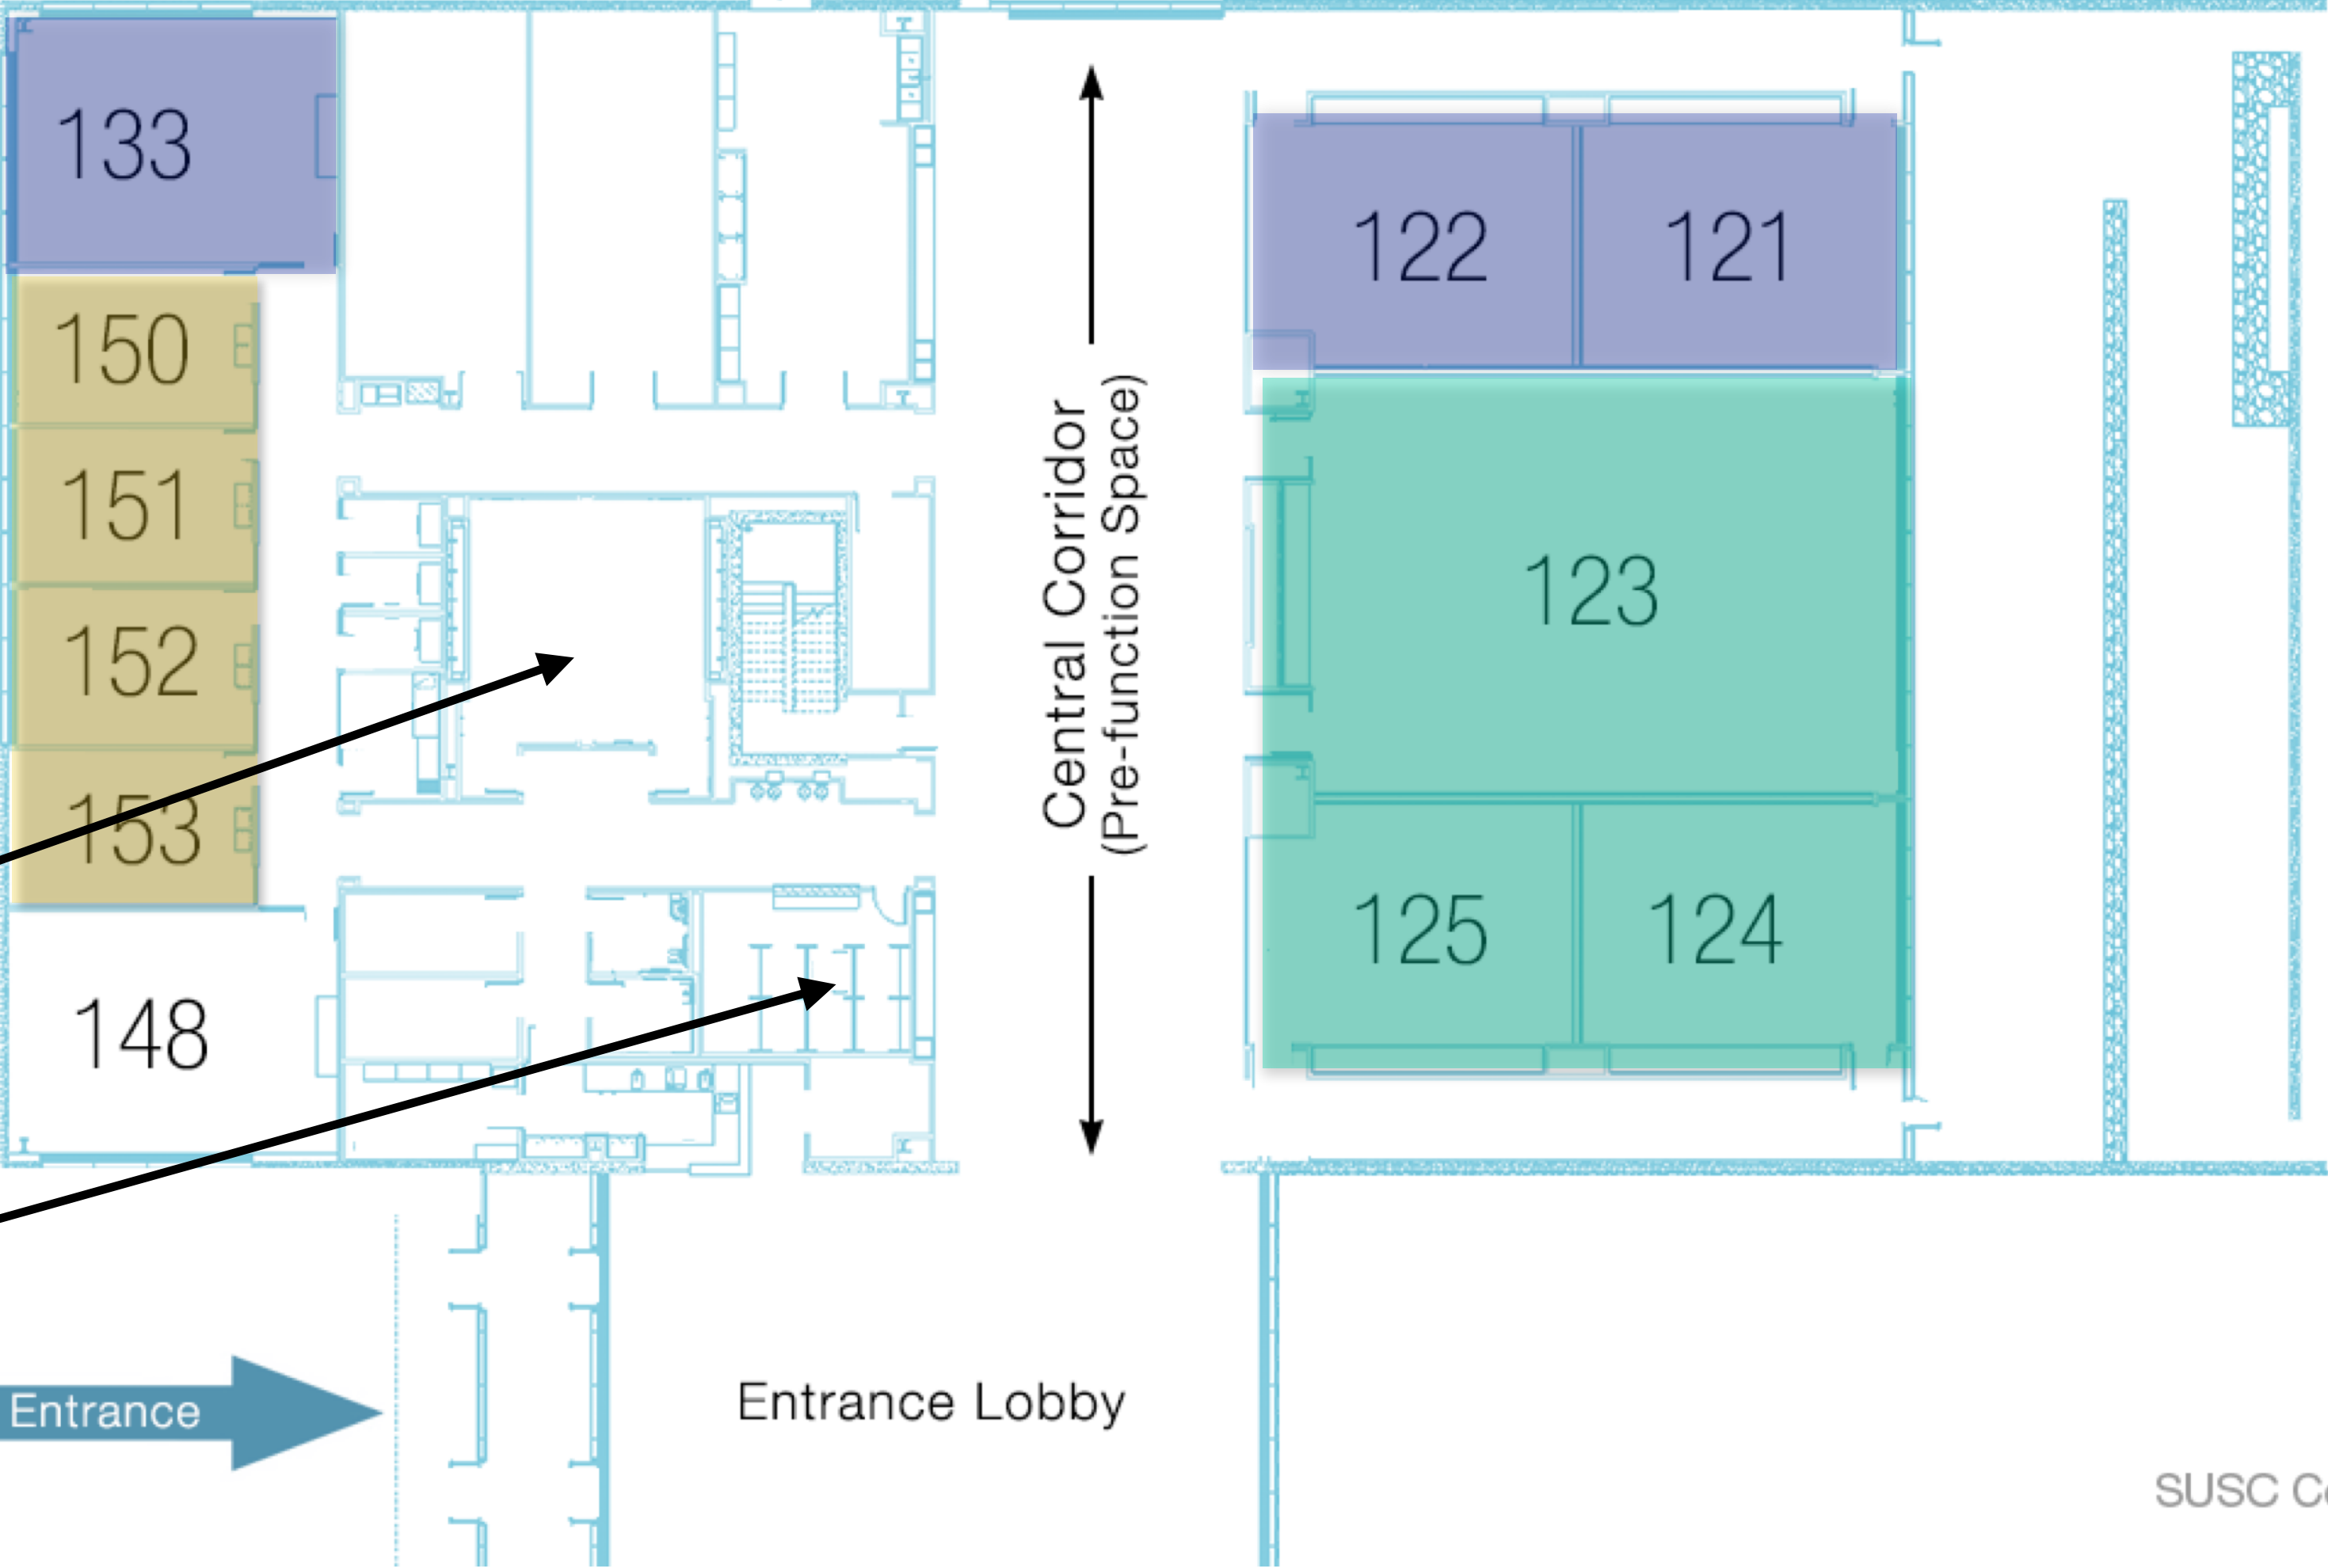 133
122
121
150
151
123
152
153
125
124
148
Central Corridor
(Pre-function Space)
Entrance
Entrance Lobby
SUSC